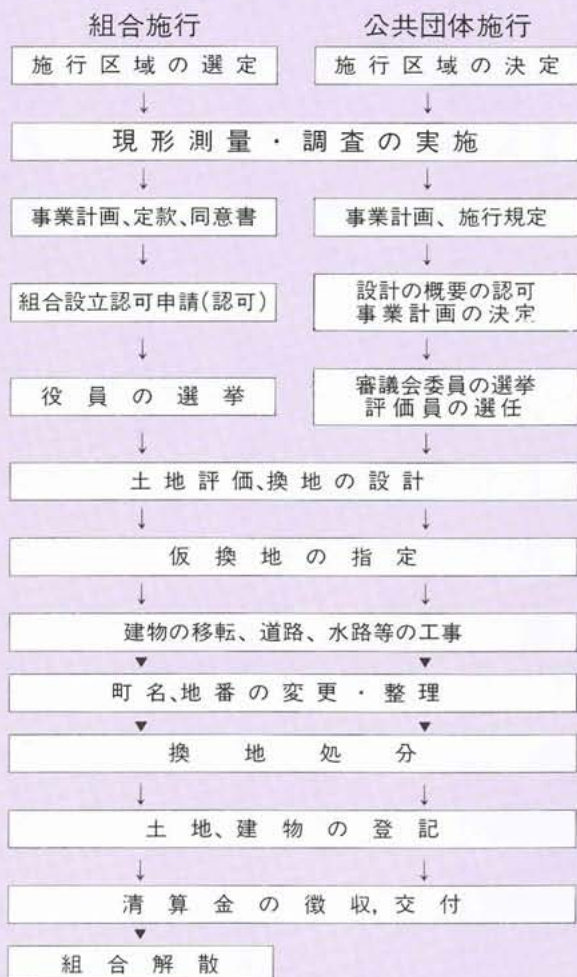 組合施行 公共団体施行
施行区域の選定 施行区域の決定
↓ ↓
現形測量・調査の実施
↓ ↓
事業計画、定款、同意書 事業計画、施行規定
↓
組合設立認可申請(認可) 設計の概要の認可
事業計画の決定
↓ ↓
役員の選挙 審議会委員の選挙
評価員の選任
↓ ↓
土地評価、換地の設計
↓ ↓
仮換地の指定
↓ ↓
建物の移転、道路、水路等の工事
▼ ▼
町名、地番の変更・整理
▼ ▼
換地処分
↓ ↓
土地、建物の登記
↓ ↓
清算金の徴収,交付
▼
組合解散